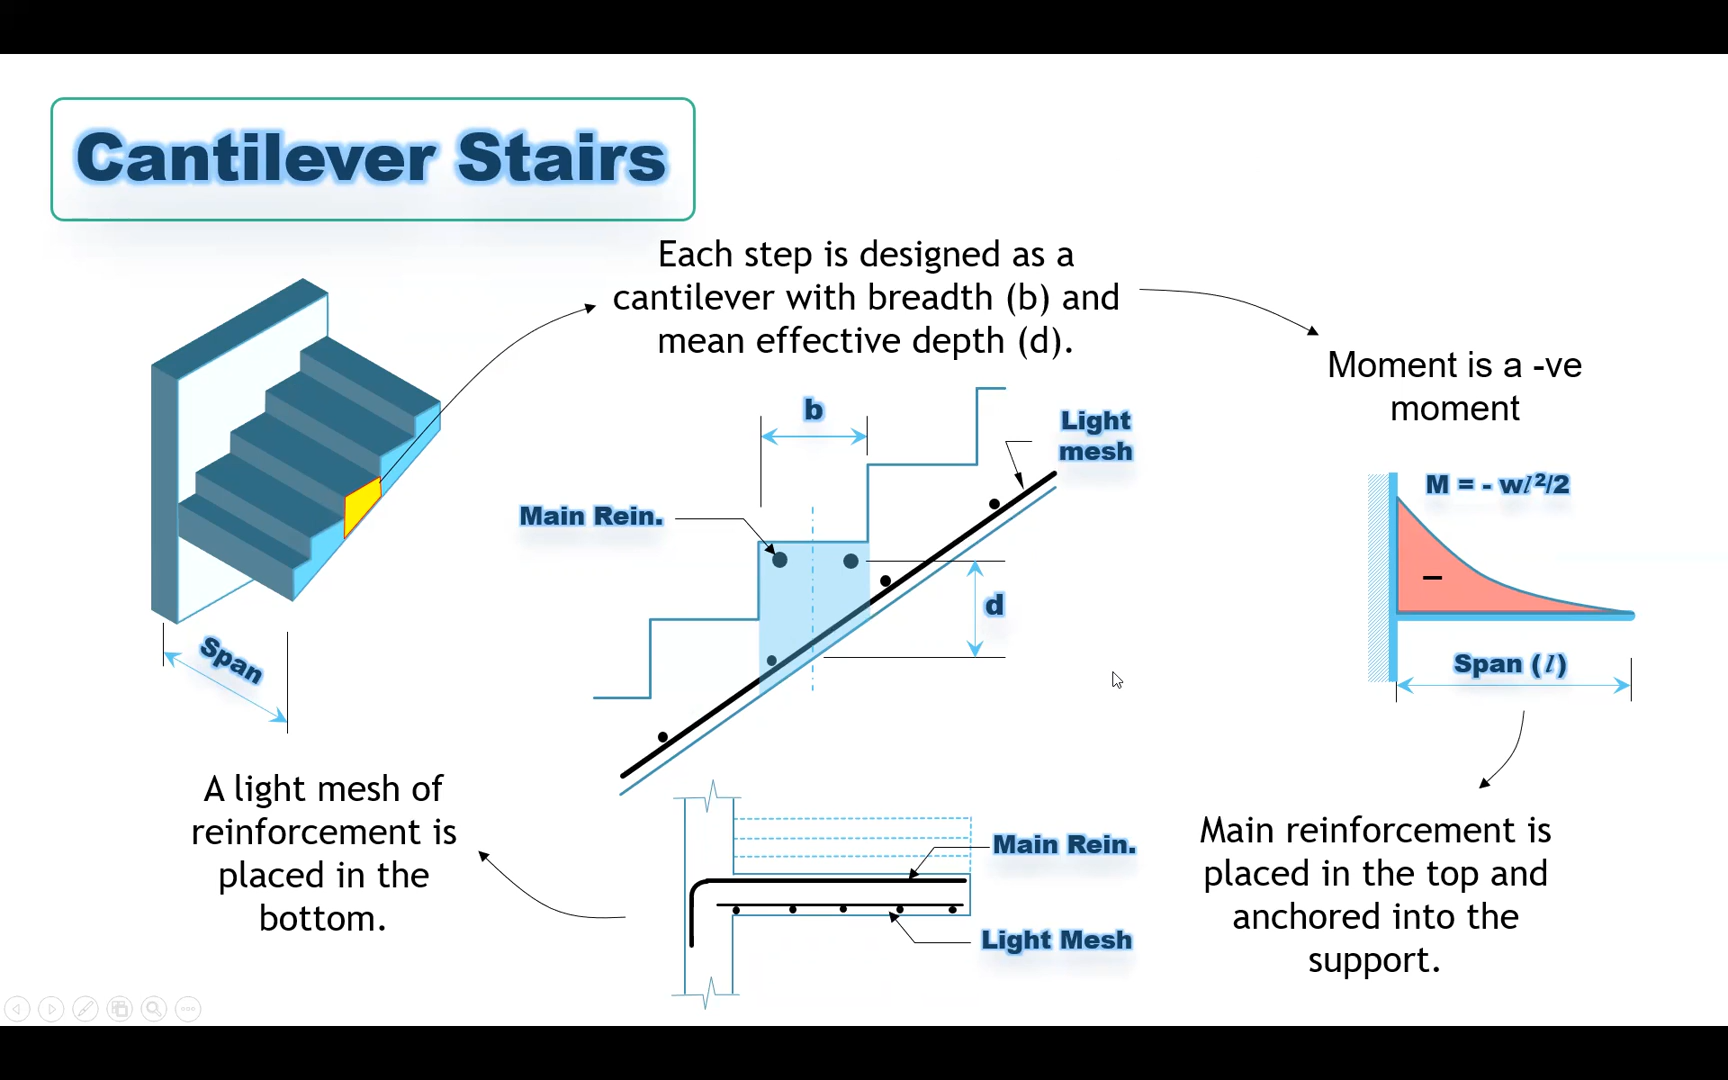 Cantilever Stairs
Each step is designed as a
cantilever with breadth (b) and
mean effective depth (d).
Moment is a -ve
moment
b
Light
mesh
Main Rein.
d
M = - wl²/2
–
Span (l)
Span
A light mesh of
reinforcement is
placed in the
bottom.
Main Rein.
Light Mesh
Main reinforcement is
placed in the top and
anchored into the
support.